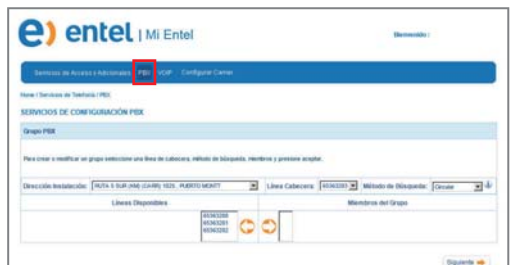 e) entel | Mi Entel
Bienvenido :
Servicios de Acceso y Adicionales PBX VOIP Configurar Carrier
Home / Servicios de Telefonía / PBX
SERVICIOS DE CONFIGURACIÓN PBX
Grupo PBX
Para crear o modificar un grupo seleccione una línea de cabecera, método de búsqueda, miembros y presione aceptar.
Dirección Instalación: RUTA 5 SUR (AM) (CARR) 1025 , PUERTO MONTT Línea Cabecera: 65363283 Método de Búsqueda: Circular
Líneas Disponibles Miembros del Grupo
65363280
65363281
65363282
Siguiente